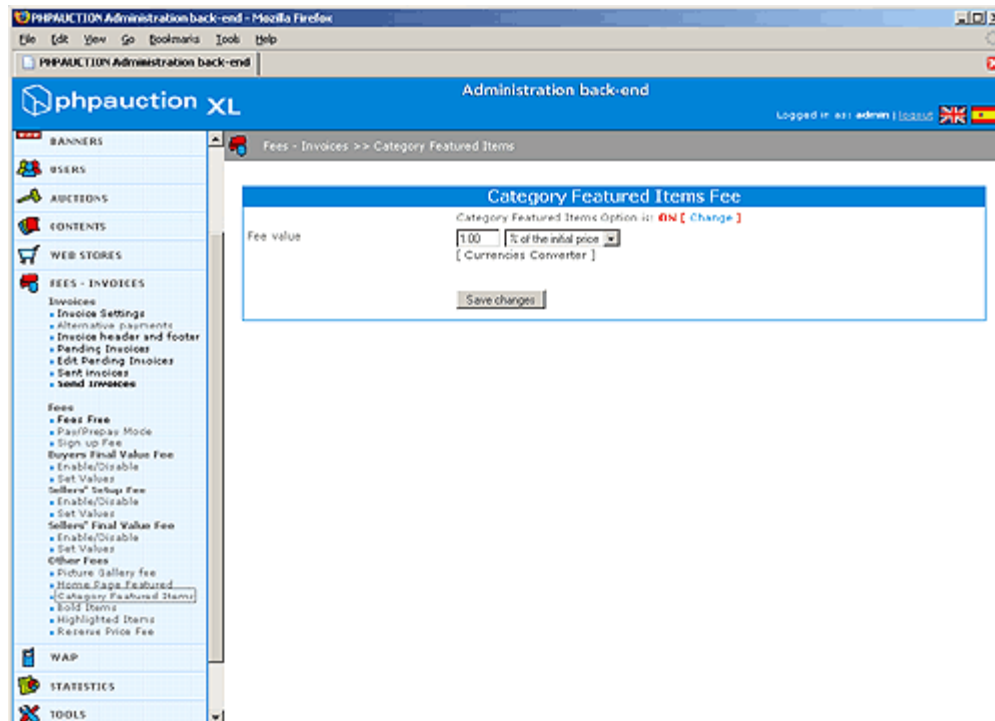 PHPAUCTION Administration back-end - Mozilla Firefox
File Edit View Go Bookmarks Tools Help
PHPAUCTION Administration back-end
phpauction XL
Administration back-end
Logged in as: admin | logout
BANNERS
USERS
AUCTIONS
CONTENTS
WEB STORES
FEES - INVOICES
Invoices
Invoice Settings
Alternative payments
Invoice header and footer
Pending Invoices
Edit Pending Invoices
Sent invoices
Send Invoices
Fees
Fees Free
Pay/Prepay Mode
Sign up Fee
Buyers Final Value Fee
Enable/Disable
Set Values
Sellers" Setup Fee
Enable/Disable
Set Values
Sellers" Final Value Fee
Enable/Disable
Set Values
Other Fees
Picture Gallery fee
Home Page Featured
Category Featured Items
Bold Items
Highlighted Items
Reserve Price Fee
WAP
STATISTICS
TOOLS
Fees - Invoices >> Category Featured Items
Category Featured Items Fee
Category Featured Items Option is: ON [ Change ]
Fee value
1.00 % of the initial price
[ Currencies Converter ]
Save changes